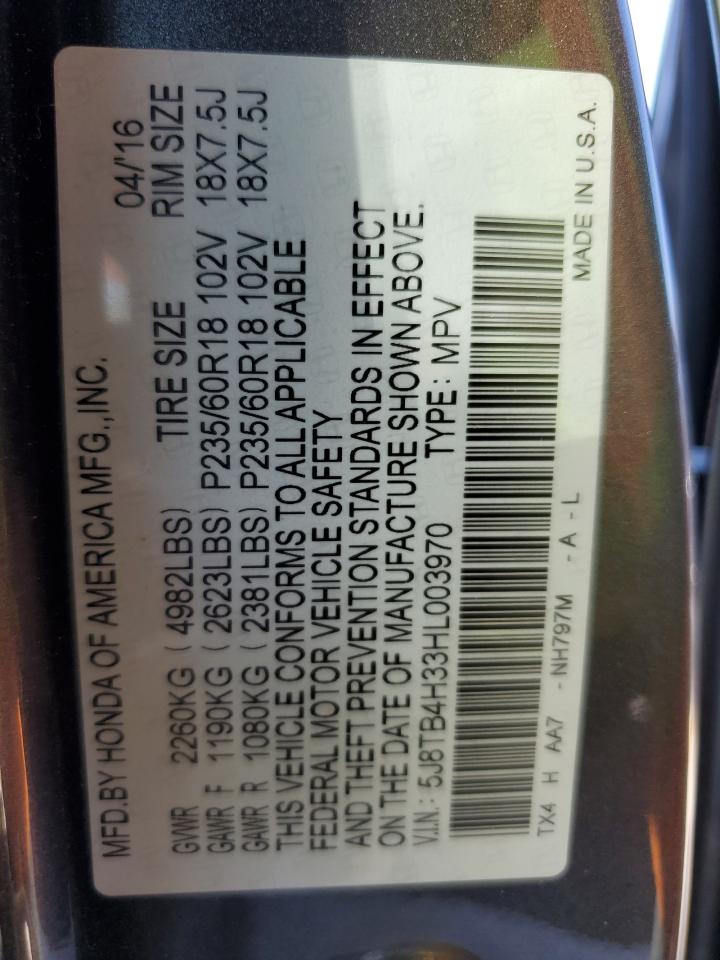 MFD.BY HONDA OF AMERICA MFG.,INC. 04/'16
GVWR 2260KG ( 4982LBS) TIRE SIZE RIM SIZE
GAWR F 1190KG ( 2623LBS) P235/60R18 102V 18X7.5J
GAWR R 1080KG ( 2381LBS) P235/60R18 102V 18X7.5J
THIS VEHICLE CONFORMS TO ALL APPLICABLE
FEDERAL MOTOR VEHICLE SAFETY
AND THEFT PREVENTION STANDARDS IN EFFECT
ON THE DATE OF MANUFACTURE SHOWN ABOVE.
V.I.N.: 5J8TB4H33HL003970 TYPE: MPV
TX4 H AA7 - NH797M - A - L MADE IN U.S.A.